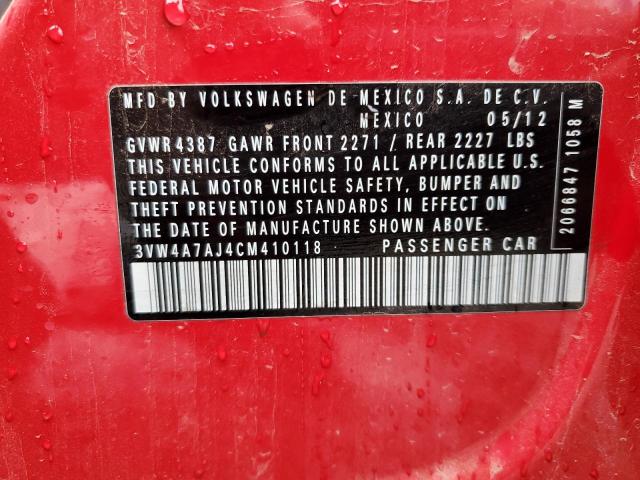 MFD BY VOLKSWAGEN DE MEXICO S.A. DE C.V.
MEXICO 05/12
GVWR 4387 GAWR FRONT 2271 / REAR 2227 LBS
THIS VEHICLE CONFORMS TO ALL APPLICABLE U.S.
FEDERAL MOTOR VEHICLE SAFETY, BUMPER AND
THEFT PREVENTION STANDARDS IN EFFECT ON
THE DATE OF MANUFACTURE SHOWN ABOVE.
3VW4A7AJ4CM410118 PASSENGER CAR
2066847 1058 M